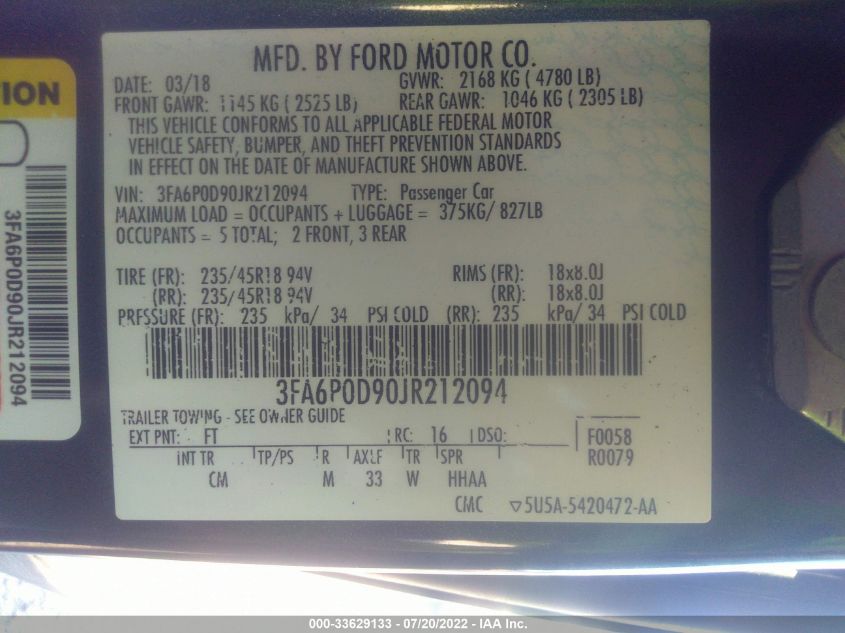 MFD. BY FORD MOTOR CO.
DATE: 03/18 GVWR: 2168 KG ( 4780 LB)
FRONT GAWR: 1145 KG ( 2525 LB) REAR GAWR: 1046 KG ( 2305 LB)
THIS VEHICLE CONFORMS TO ALL APPLICABLE FEDERAL MOTOR
VEHICLE SAFETY, BUMPER, AND THEFT PREVENTION STANDARDS
IN EFFECT ON THE DATE OF MANUFACTURE SHOWN ABOVE.
VIN: 3FA6P0D90JR212094 TYPE: Passenger Car
MAXIMUM LOAD = OCCUPANTS + LUGGAGE = 375KG/ 827LB
OCCUPANTS = 5 TOTAL; 2 FRONT, 3 REAR
TIRE (FR): 235/45R18 94V RIMS (FR): 18x8.0J
(RR): 235/45R18 94V (RR): 18x8.0J
PRESSURE (FR): 235 kPa/ 34 PSI COLD (RR): 235 kPa/ 34 PSI COLD
3FA6P0D90JR212094
TRAILER TOWING - SEE OWNER GUIDE
EXT PNT: FT RC: 16 DSO: F0058
INT TR TP/PS R AXLE TR SPR R0079
CM M 33 W HHAA
CMC ▽5U5A-5420472-AA
TION
3FA6P0D90JR212094
000-33629133 - 07/20/2022 - IAA Inc.